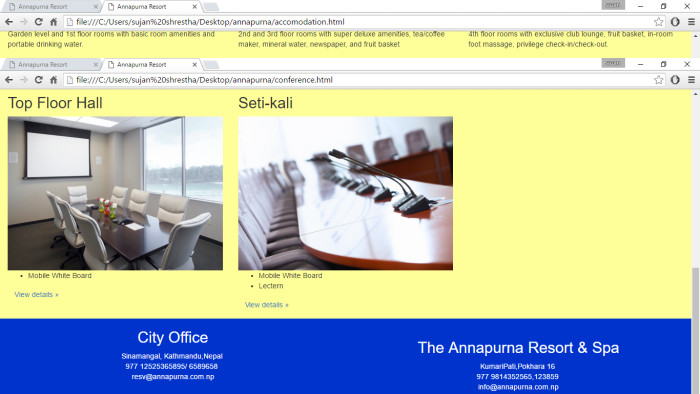 Annapurna Resort
Annapurna Resort
file:///C:/Users/sujan%20shrestha/Desktop/annapurna/accomodation.html
Garden level and 1st floor rooms with basic room amenities and portable drinking water.
2nd and 3rd floor rooms with super deluxe amenities, tea/coffee maker, mineral water, newspaper, and fruit basket
4th floor rooms with exclusive club lounge, fruit basket, in-room foot massage, privilege check-in/check-out.
Annapurna Resort
Annapurna Resort
file:///C:/Users/sujan%20shrestha/Desktop/annapurna/conference.html
Top Floor Hall
Mobile White Board
View details »
Seti-kali
Mobile White Board
Lectern
View details »
City Office
Sinamangal, Kathmandu,Nepal
977 12525365895/ 6589658
resv@annapurna.com.np
The Annapurna Resort & Spa
KumariPati,Pokhara 16
977 9814352565,123859
info@annapurna.com.np